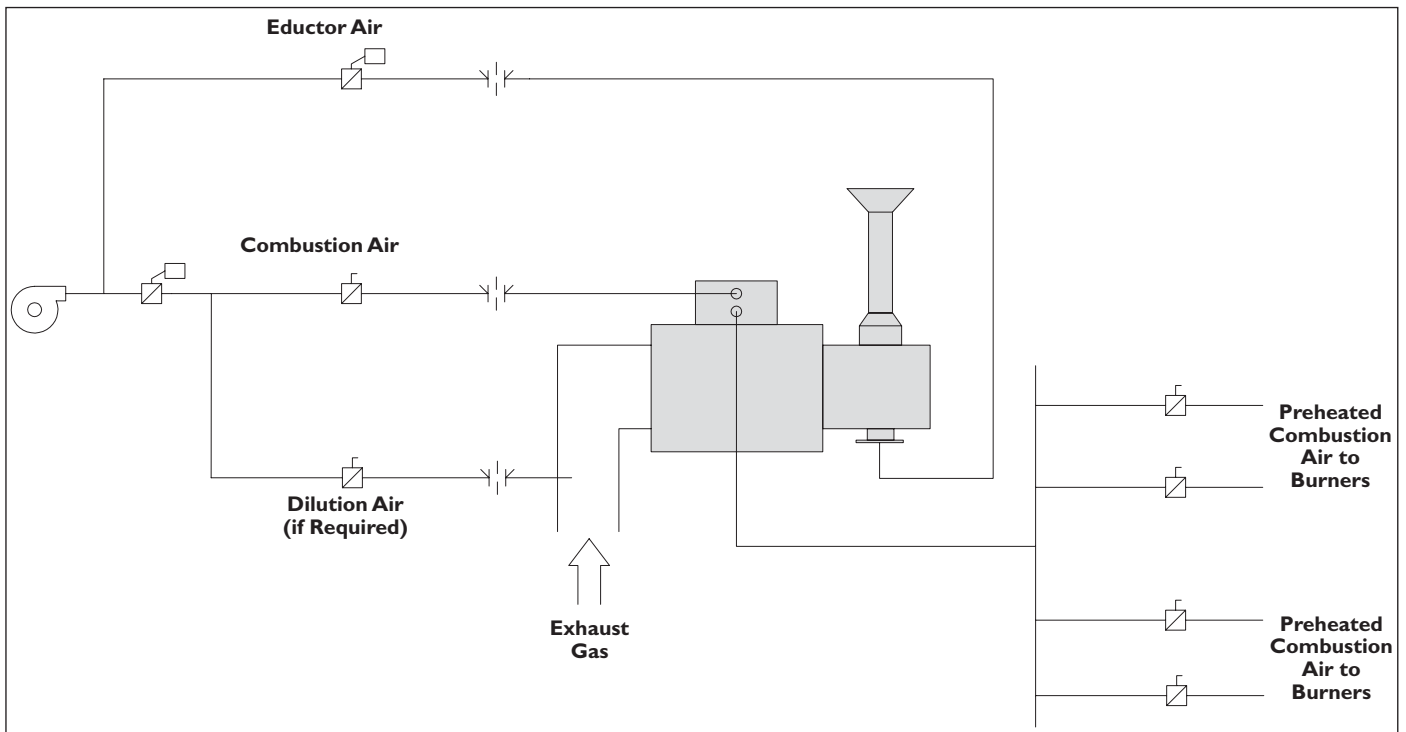 Eductor Air
Combustion Air
Dilution Air
(if Required)
Exhaust
Gas
Preheated
Combustion
Air to
Burners
Preheated
Combustion
Air to
Burners